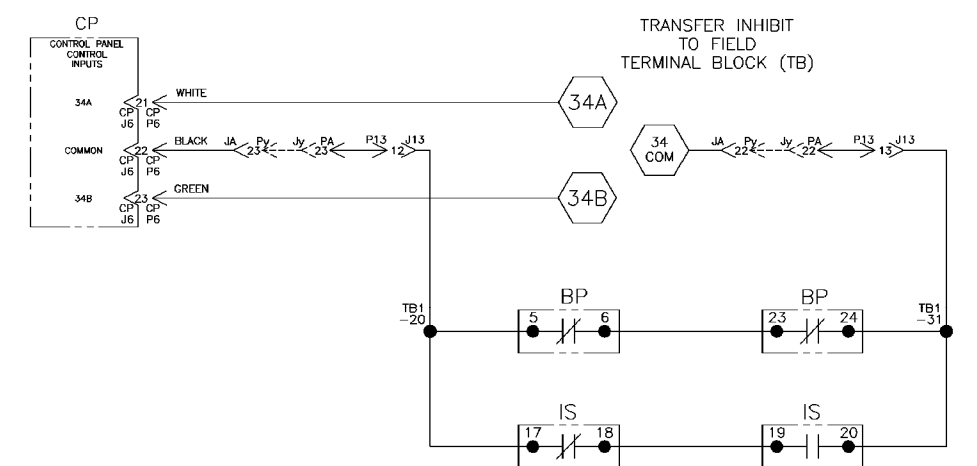 CP
CONTROL PANEL
CONTROL
INPUTS
TRANSFER INHIBIT
TO FIELD
TERMINAL BLOCK (TB)
34A
21
CP CP
J6 P6
WHITE
34A
COMMON
22
CP CP
J6 P6
BLACK
JA
23
Py
Jy
23
PA
P13
12
J13
34
COM
JA
22
Py
Jy
22
PA
P13
13
J13
34B
23
CP CP
J6 P6
GREEN
34B
TB1
-20
BP
5 6
BP
23 24
TB1
-31
IS
17 18
IS
19 20